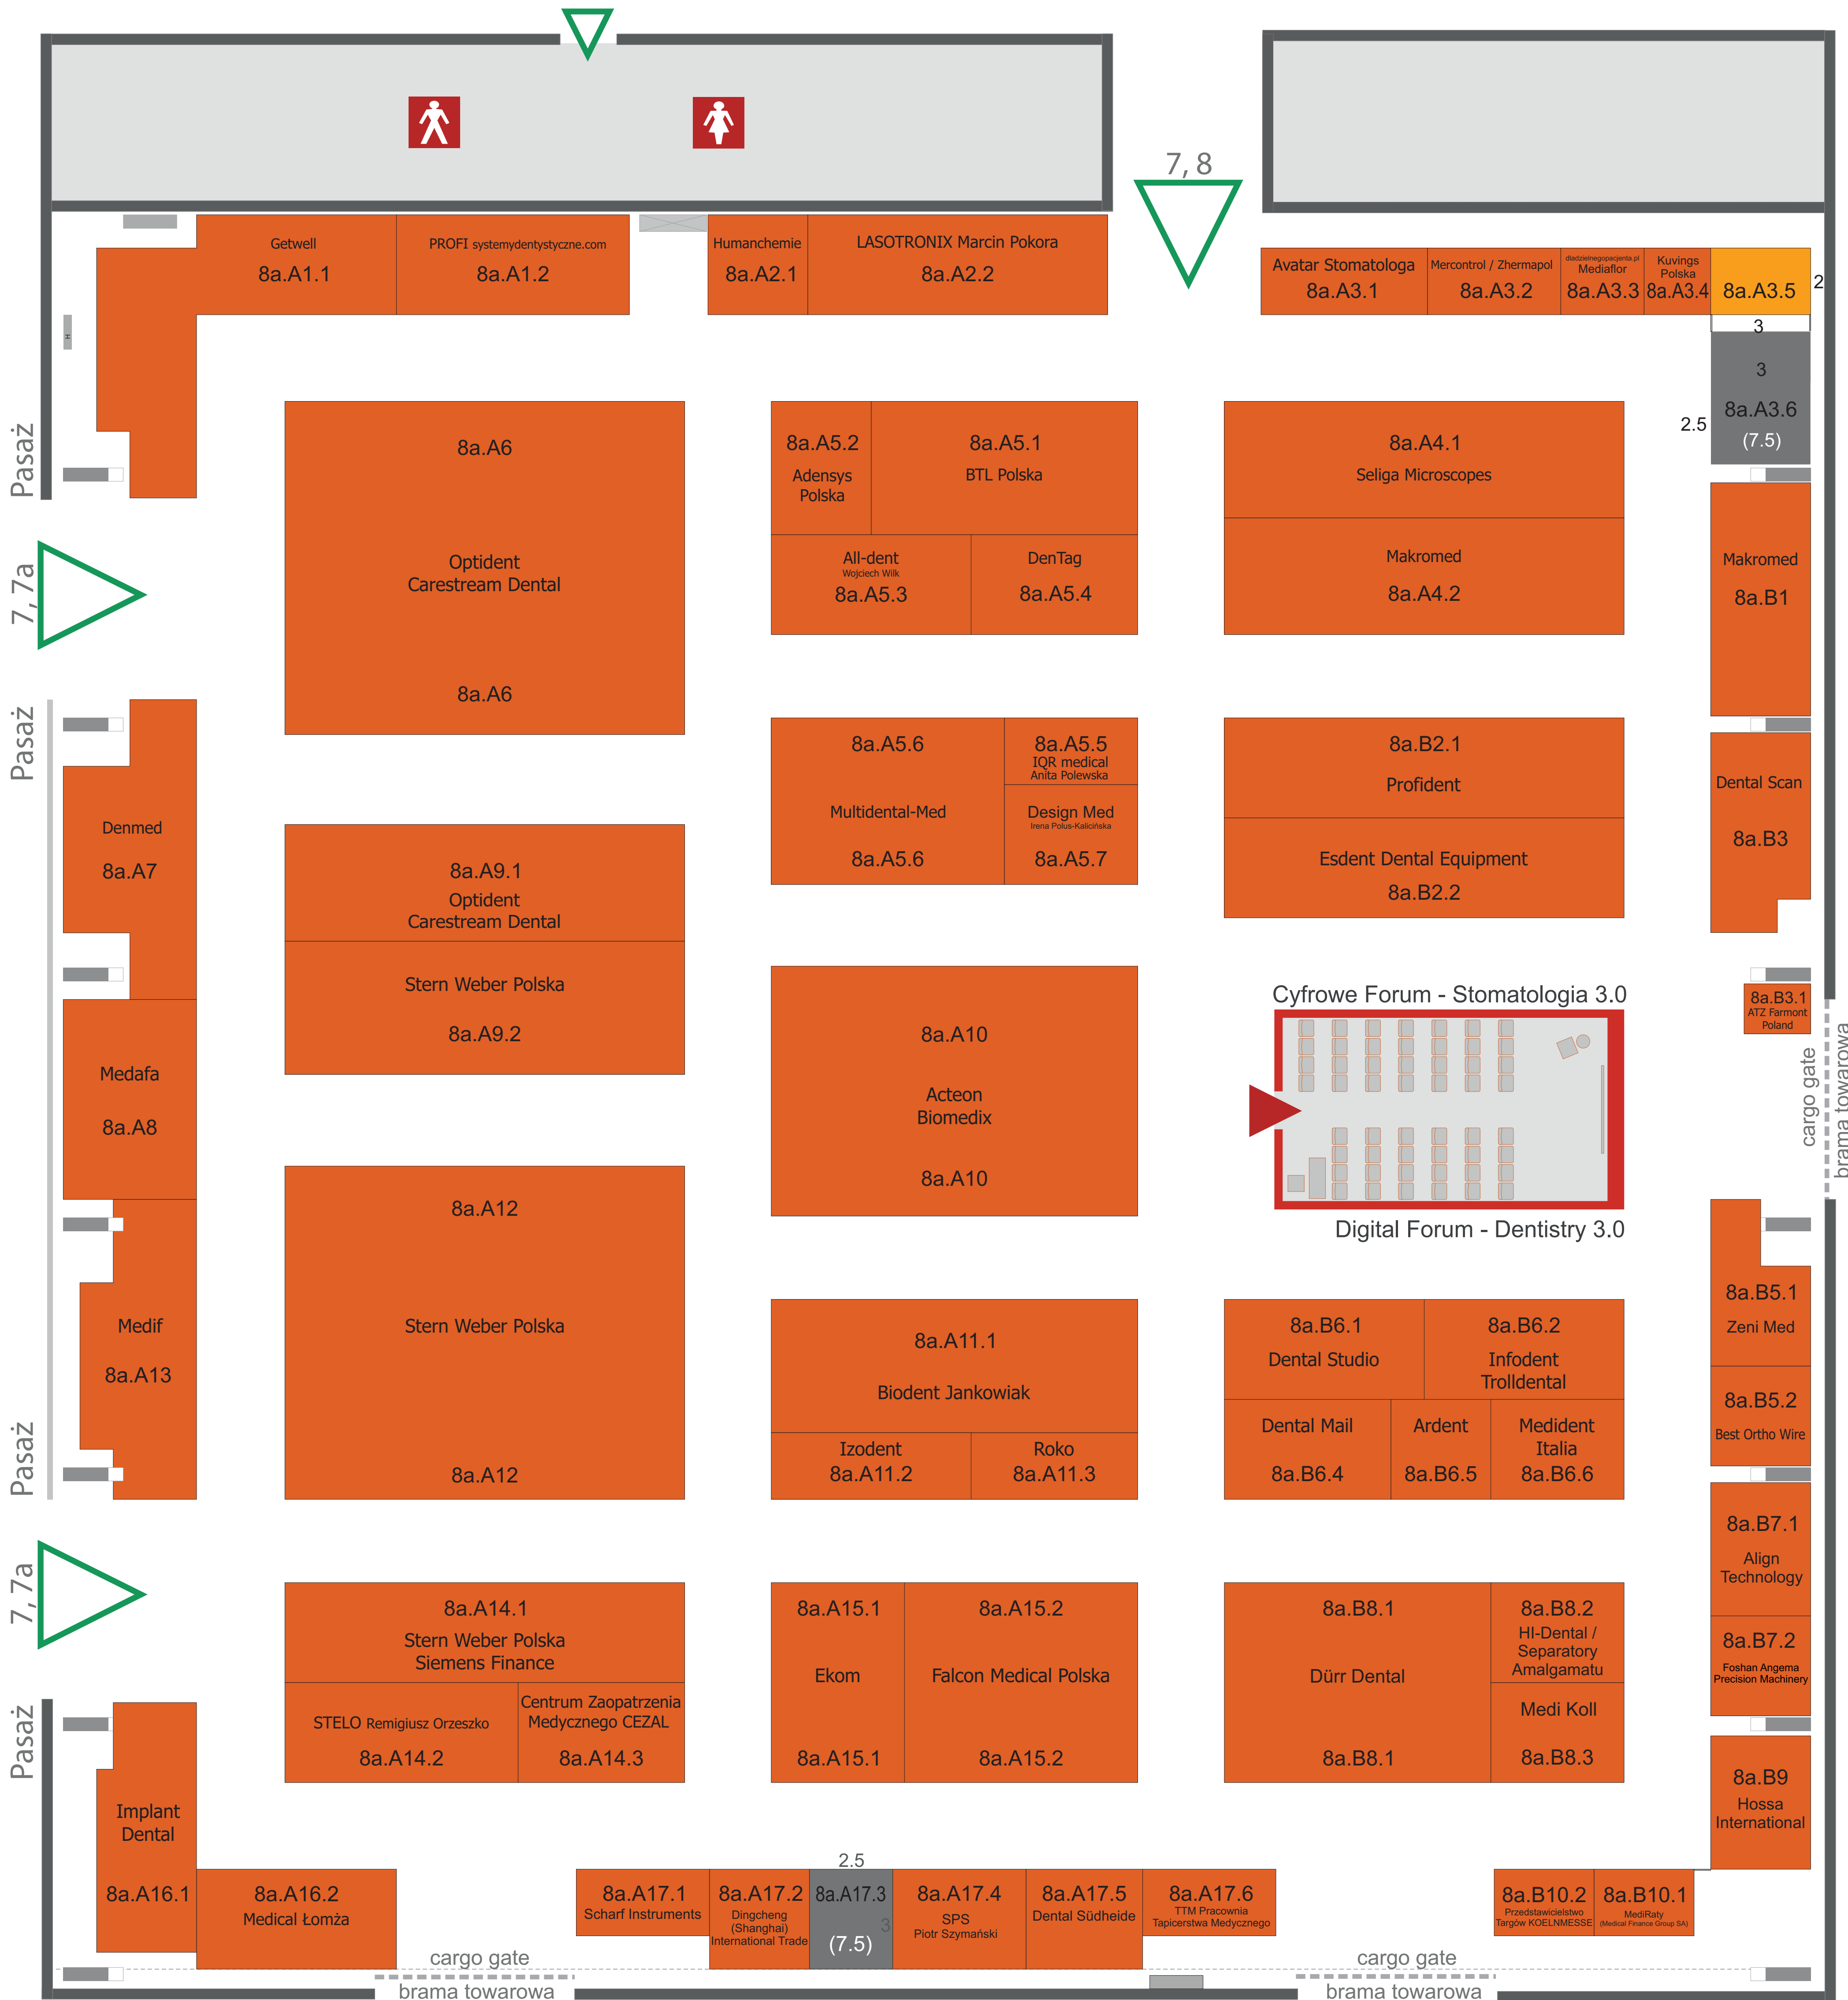 7, 8
Getwell
8a.A1.1
PROFI systemydentystyczne.com
8a.A1.2
Humanchemie
8a.A2.1
LASOTRONIX Marcin Pokora
8a.A2.2
Avatar Stomatologa
8a.A3.1
Mercontrol / Zhermapol
8a.A3.2
dladzielnegopacjenta.pl
Mediaflor
8a.A3.3
Kuvings
Polska
8a.A3.4
8a.A3.5
2
3
3
8a.A3.6
2.5
(7.5)
H
Pasaż
7, 7a
Pasaż
8a.A6
Optident
Carestream Dental
8a.A6
8a.A5.2
Adensys
Polska
8a.A5.1
BTL Polska
All-dent
Wojciech Wilk
8a.A5.3
DenTag
8a.A5.4
8a.A4.1
Seliga Microscopes
Makromed
8a.A4.2
Makromed
8a.B1
8a.A5.6
Multidental-Med
8a.A5.6
8a.A5.5
IQR medical
Anita Polewska
Design Med
Irena Polus-Kalicińska
8a.A5.7
8a.B2.1
Profident
Esdent Dental Equipment
8a.B2.2
Dental Scan
8a.B3
Denmed
8a.A7
8a.A9.1
Optident
Carestream Dental
Stern Weber Polska
8a.A9.2
Medafa
8a.A8
8a.A10
Acteon
Biomedix
8a.A10
Cyfrowe Forum - Stomatologia 3.0
Digital Forum - Dentistry 3.0
8a.B3.1
ATZ Farmont
Poland
cargo gate
brama towarowa
Medif
8a.A13
Pasaż
8a.A12
Stern Weber Polska
8a.A12
8a.A11.1
Biodent Jankowiak
Izodent
8a.A11.2
Roko
8a.A11.3
8a.B6.1
Dental Studio
8a.B6.2
Infodent
Trolldental
Dental Mail
8a.B6.4
Ardent
8a.B6.5
Medident
Italia
8a.B6.6
8a.B5.1
Zeni Med
8a.B5.2
Best Ortho Wire
8a.B7.1
Align
Technology
8a.B7.2
Foshan Angema
Precision Machinery
7, 7a
Pasaż
8a.A14.1
Stern Weber Polska
Siemens Finance
STELO Remigiusz Orzeszko
8a.A14.2
Centrum Zaopatrzenia
Medycznego CEZAL
8a.A14.3
8a.A15.1
Ekom
8a.A15.1
8a.A15.2
Falcon Medical Polska
8a.A15.2
8a.B8.1
Dürr Dental
8a.B8.1
8a.B8.2
HI-Dental /
Separatory
Amalgamatu
Medi Koll
8a.B8.3
8a.B9
Hossa
International
Implant
Dental
8a.A16.1
8a.A16.2
Medical Łomża
8a.A17.1
Scharf Instruments
8a.A17.2
Dingcheng
(Shanghai)
International Trade
2.5
8a.A17.3
3
(7.5)
8a.A17.4
SPS
Piotr Szymański
8a.A17.5
Dental Südheide
8a.A17.6
TTM Pracownia
Tapicerstwa Medycznego
8a.B10.2
Przedstawicielstwo
Targów KOELNMESSE
8a.B10.1
MediRaty
(Medical Finance Group SA)
cargo gate
brama towarowa
cargo gate
brama towarowa